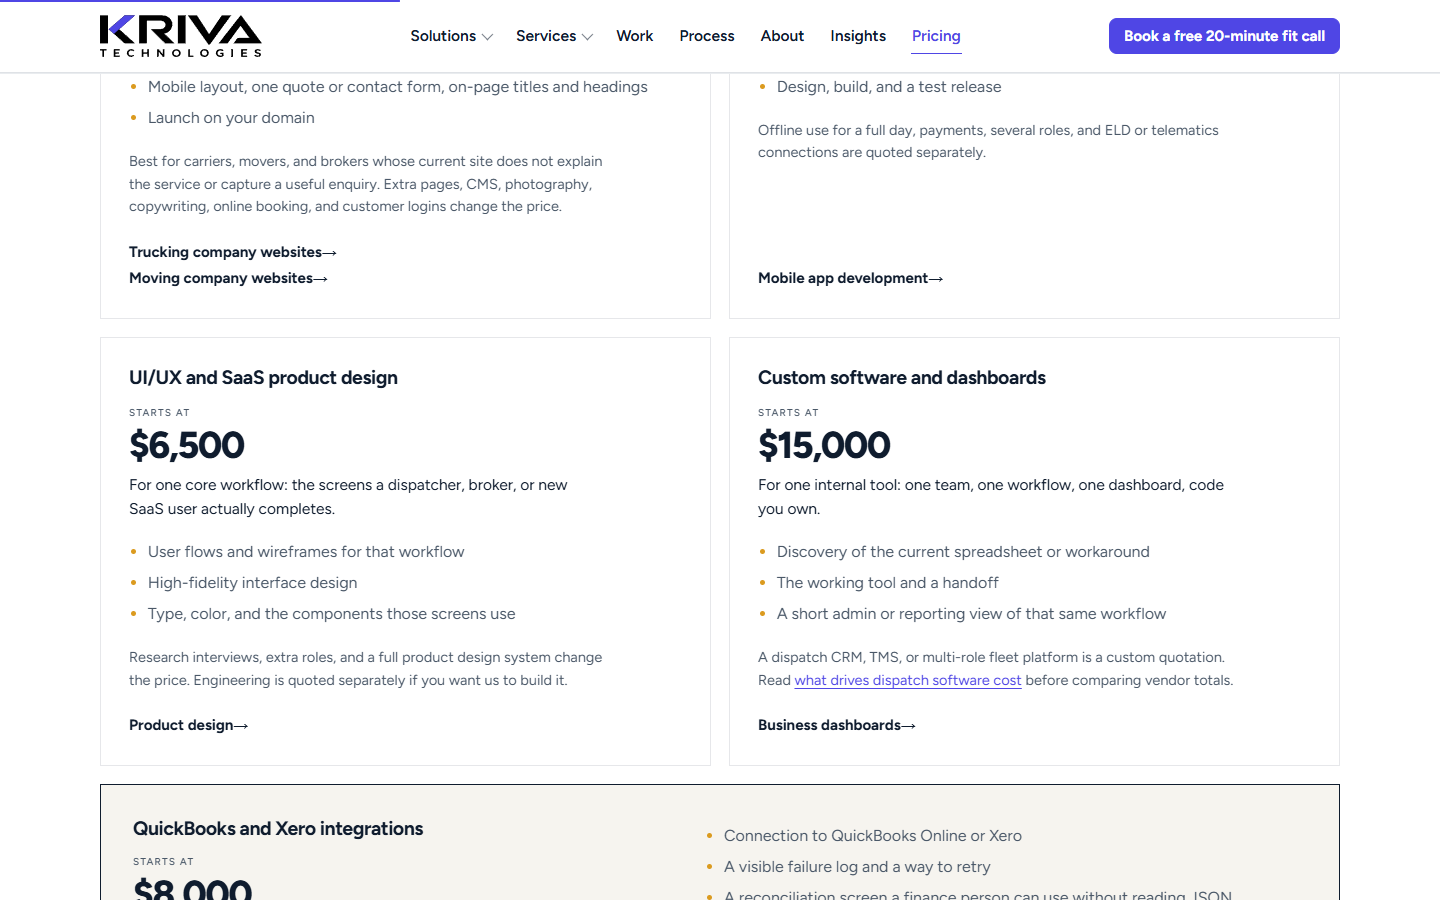 KRIVA
TECHNOLOGIES
Solutions
Services
Work
Process
About
Insights
Pricing
Book a free 20-minute fit call
Mobile layout, one quote or contact form, on-page titles and headings
Launch on your domain
Best for carriers, movers, and brokers whose current site does not explain
the service or capture a useful enquiry. Extra pages, CMS, photography,
copywriting, online booking, and customer logins change the price.
Trucking company websites→
Moving company websites→
Design, build, and a test release
Offline use for a full day, payments, several roles, and ELD or telematics
connections are quoted separately.
Mobile app development→
UI/UX and SaaS product design
STARTS AT
$6,500
For one core workflow: the screens a dispatcher, broker, or new
SaaS user actually completes.
User flows and wireframes for that workflow
High-fidelity interface design
Type, color, and the components those screens use
Research interviews, extra roles, and a full product design system change
the price. Engineering is quoted separately if you want us to build it.
Product design→
Custom software and dashboards
STARTS AT
$15,000
For one internal tool: one team, one workflow, one dashboard, code
you own.
Discovery of the current spreadsheet or workaround
The working tool and a handoff
A short admin or reporting view of that same workflow
A dispatch CRM, TMS, or multi-role fleet platform is a custom quotation.
Read what drives dispatch software cost before comparing vendor totals.
Business dashboards→
QuickBooks and Xero integrations
STARTS AT
$8,000
Connection to QuickBooks Online or Xero
A visible failure log and a way to retry
A reconciliation screen a finance person can use without reading JSON